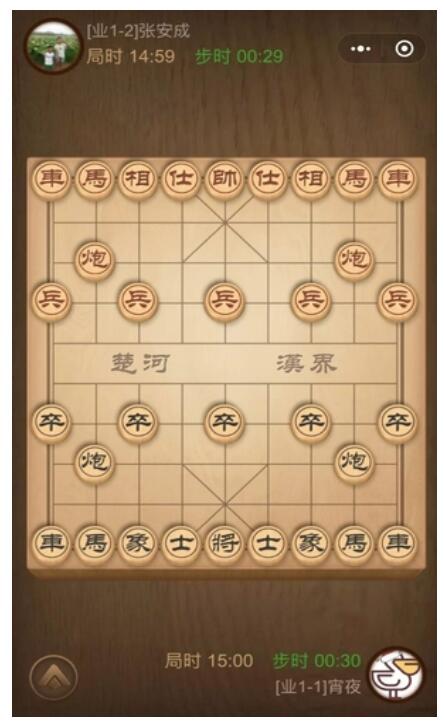 [业1-2]张安成
局时 14:59 步时 00:29
車 馬 相 仕 帥 仕 相 馬 車
炮 炮
兵 兵 兵 兵 兵
楚河 漢界
卒 卒 卒 卒 卒
炮 炮
車 馬 象 士 將 士 象 馬 車
局时 15:00 步时 00:30
[业1-1]宵夜